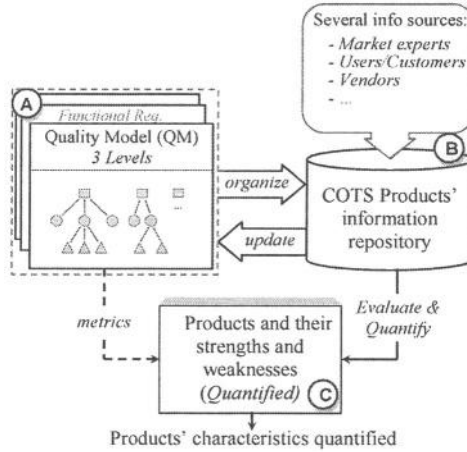 Several info sources:
- Market experts
- Users/Customers
- Vendors
- ...
A
Functional Req.
Quality Model (QM)
3 Levels
...
B
organize
COTS Products'
information
repository
update
metrics
Evaluate &
Quantify
Products and their
strengths and
weaknesses
(Quantified)
C
Products' characteristics quantified